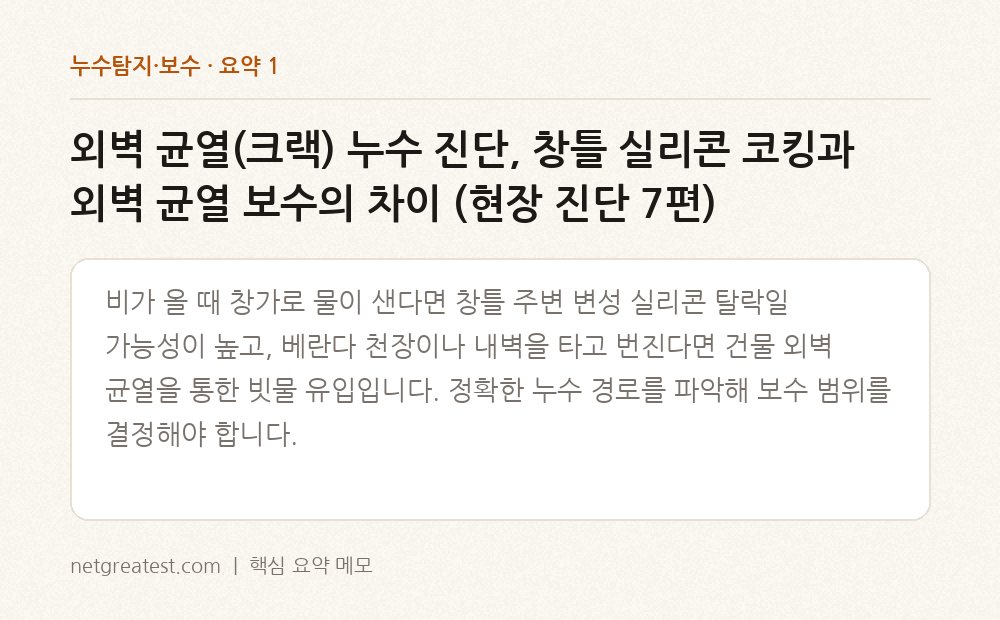 누수탐지·보수 · 요약 1
외벽 균열(크랙) 누수 진단, 창틀 실리콘 코킹과
외벽 균열 보수의 차이 (현장 진단 7편)
비가 올 때 창가로 물이 샌다면 창틀 주변 변성 실리콘 탈락일
가능성이 높고, 베란다 천장이나 내벽을 타고 번진다면 건물 외벽
균열을 통한 빗물 유입입니다. 정확한 누수 경로를 파악해 보수 범위를
결정해야 합니다.
netgreatest.com | 핵심 요약 메모